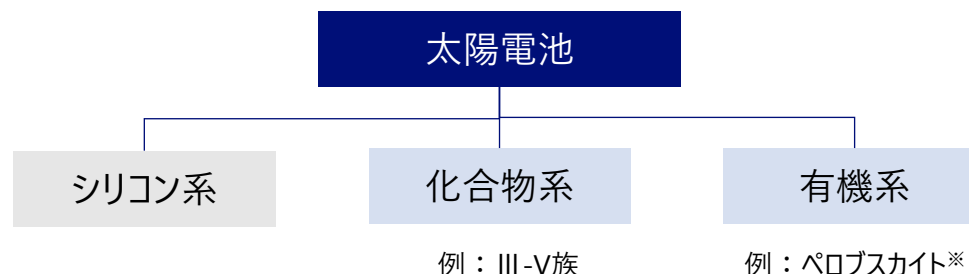 太陽電池
シリコン系
化合物系
有機系
例：Ⅲ-V族
例：ペロブスカイト※